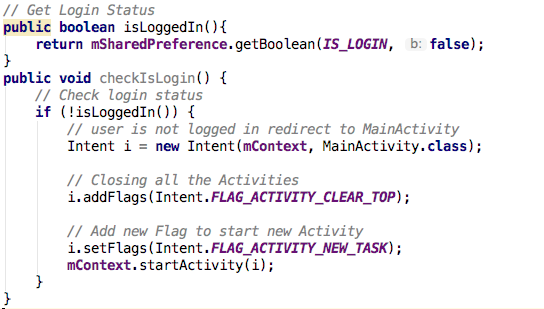 // Get Login Status
public boolean isLoggedIn(){
    return mSharedPreference.getBoolean(IS_LOGIN, b: false);
}
public void checkIsLogin() {
    // Check login status
    if (!isLoggedIn()) {
        // user is not logged in redirect to MainActivity
        Intent i = new Intent(mContext, MainActivity.class);

        // Closing all the Activities
        i.addFlags(Intent.FLAG_ACTIVITY_CLEAR_TOP);

        // Add new Flag to start new Activity
        i.setFlags(Intent.FLAG_ACTIVITY_NEW_TASK);
        mContext.startActivity(i);
    }
}